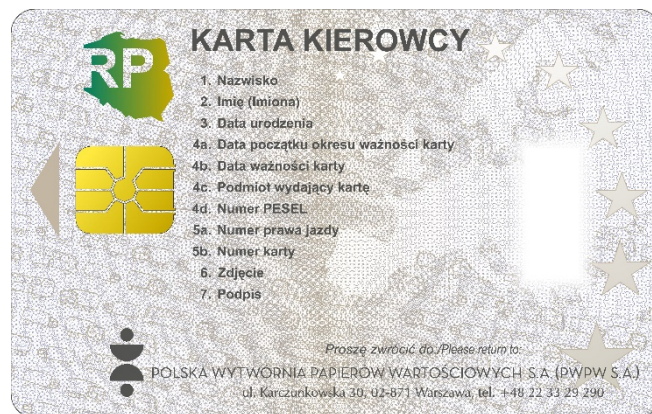 RP
KARTA KIEROWCY
1. Nazwisko
2. Imię (Imiona)
3. Data urodzenia
4a. Data początku okresu ważności karty
4b. Data ważności karty
4c. Podmiot wydający kartę
4d. Numer PESEL
5a. Numer prawa jazdy
5b. Numer karty
6. Zdjęcie
7. Podpis
Proszę zwrócić do:/Please return to:
POLSKA WYTWÓRNIA PAPIERÓW WARTOŚCIOWYCH S.A. (PWPW S.A.)
ul. Karczunkowska 30, 02-871 Warszawa, tel. +48 22 33 29 290